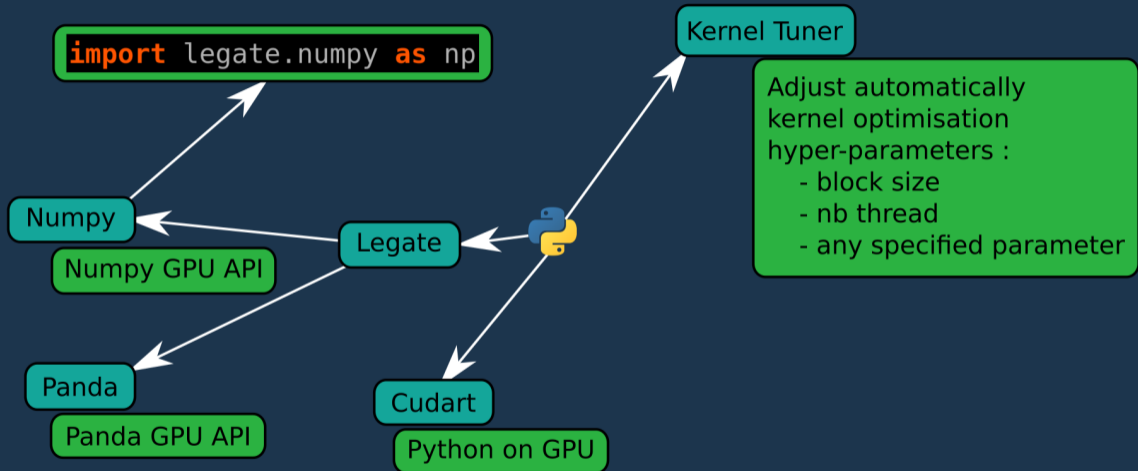 import legate.numpy as np
Kernel Tuner
Adjust automatically
kernel optimisation
hyper-parameters :
- block size
- nb thread
- any specified parameter
Numpy
Numpy GPU API
Legate
Panda
Panda GPU API
Cudart
Python on GPU